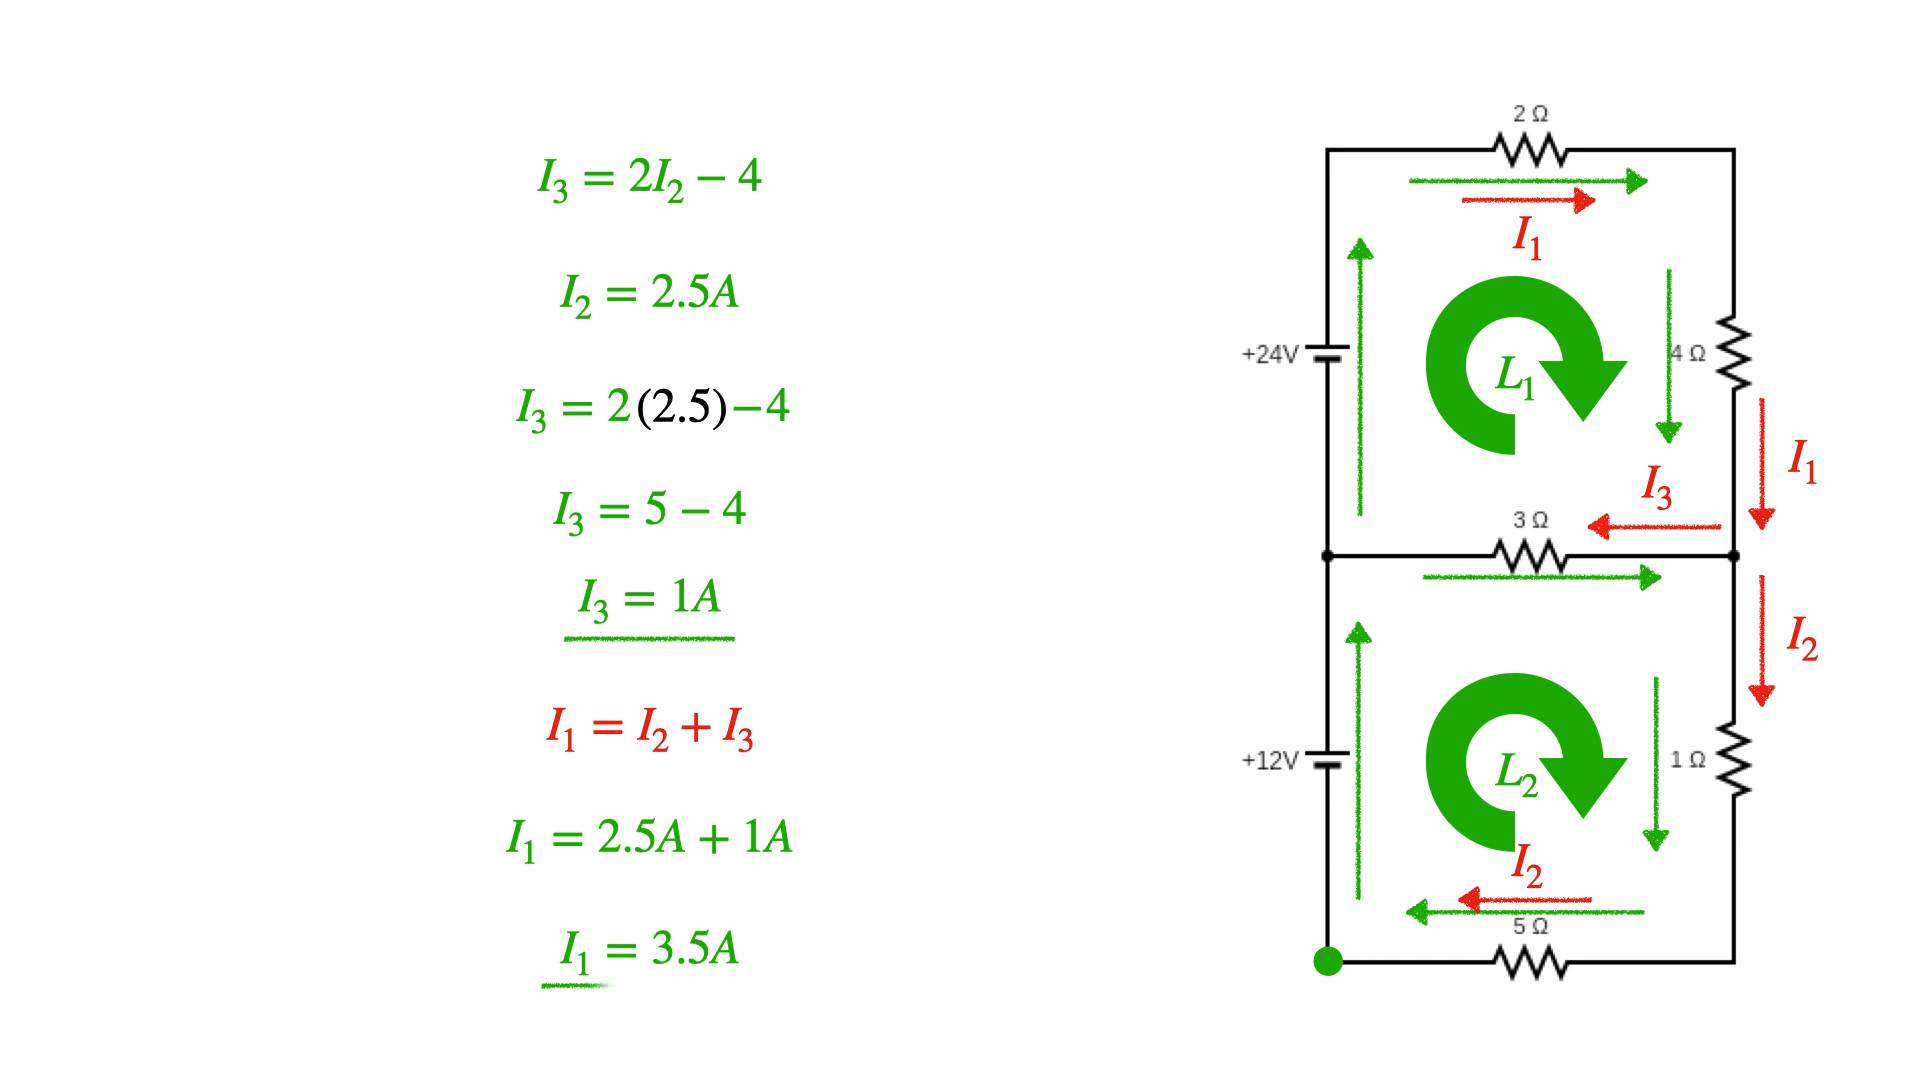 I₃ = 2I₂ − 4
I₂ = 2.5A
I₃ = 2(2.5)−4
I₃ = 5 − 4
I₃ = 1A
I₁ = I₂ + I₃
I₁ = 2.5A + 1A
I₁ = 3.5A
2 Ω
I₁
+24V
L₁
4 Ω
I₁
I₃
3 Ω
I₂
+12V
L₂
1 Ω
I₂
5 Ω